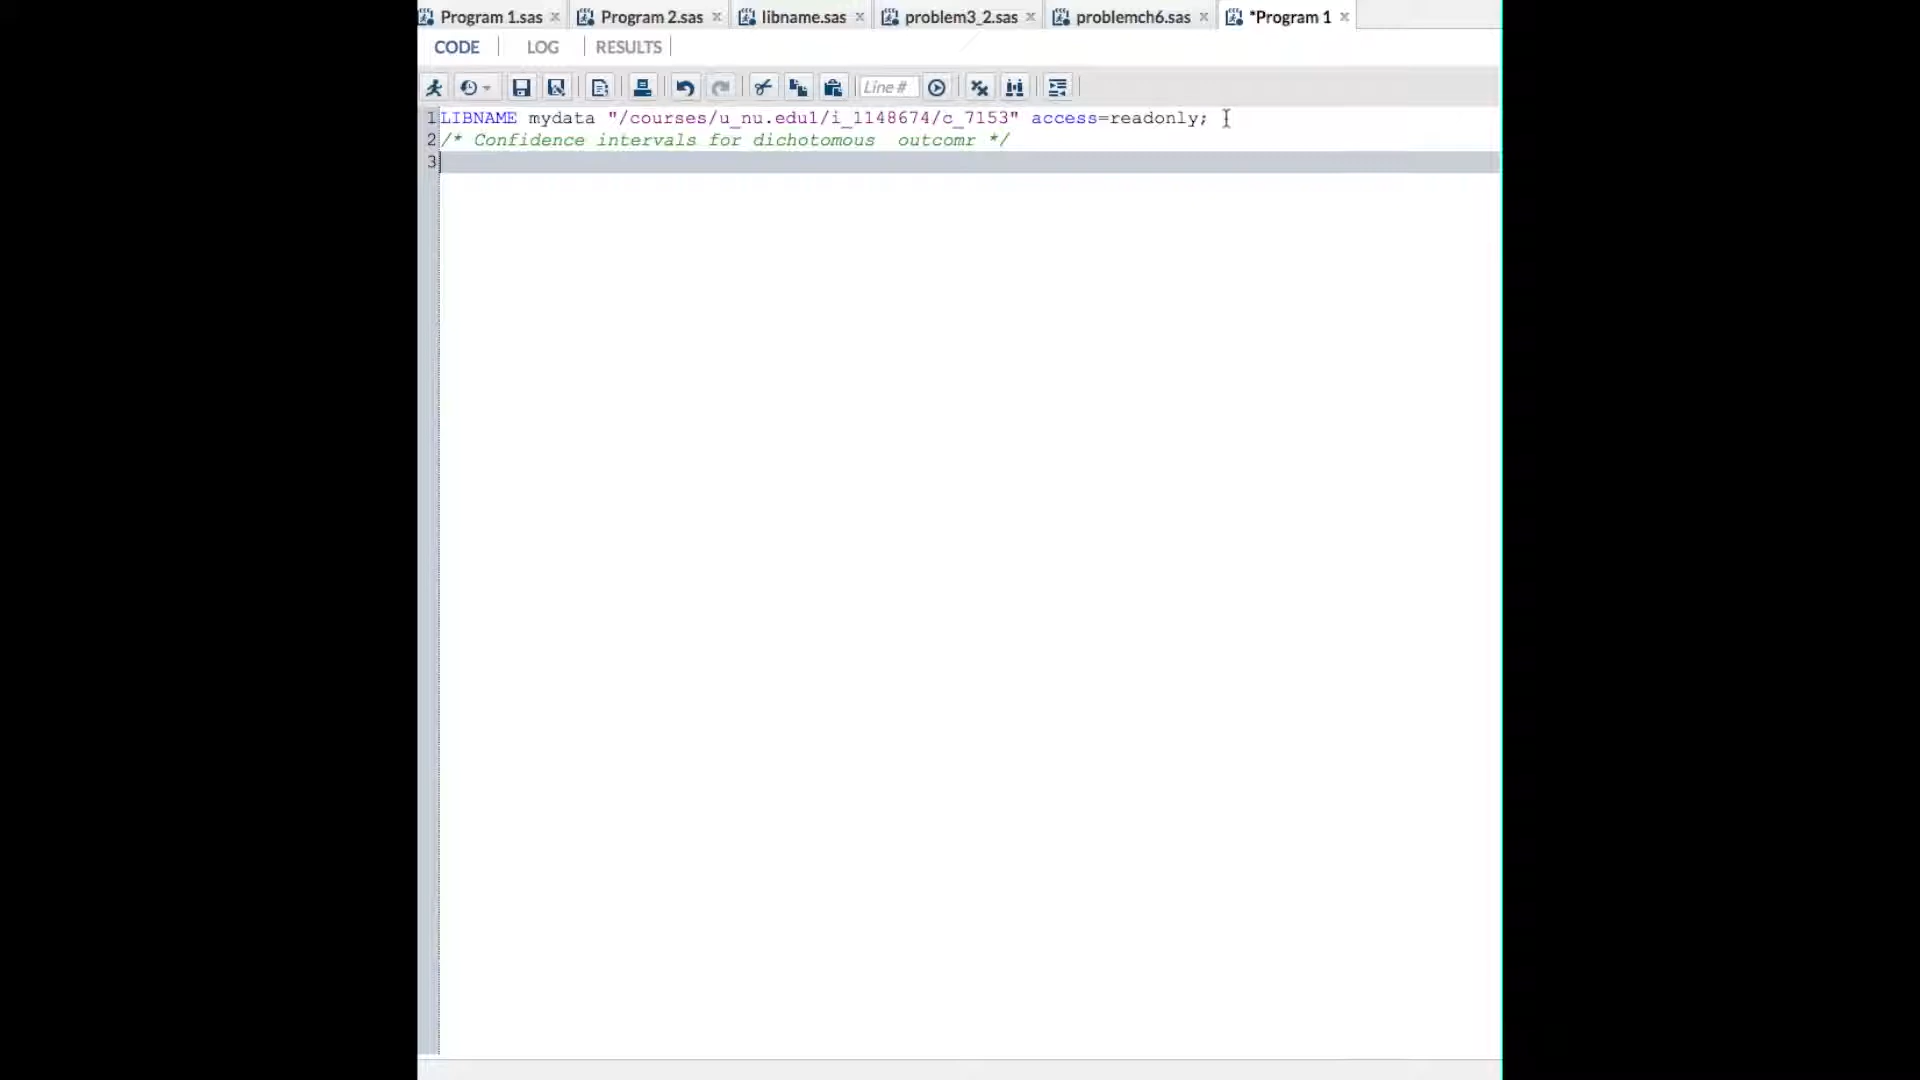 Program 1.sas × Program 2.sas × libname.sas × problem3_2.sas × problemch6.sas × *Program 1 ×
CODE LOG RESULTS
Line #
1 LIBNAME mydata "/courses/u_nu.edu1/i_1148674/c_7153" access=readonly;
2 /* Confidence intervals for dichotomous  outcomr */
3